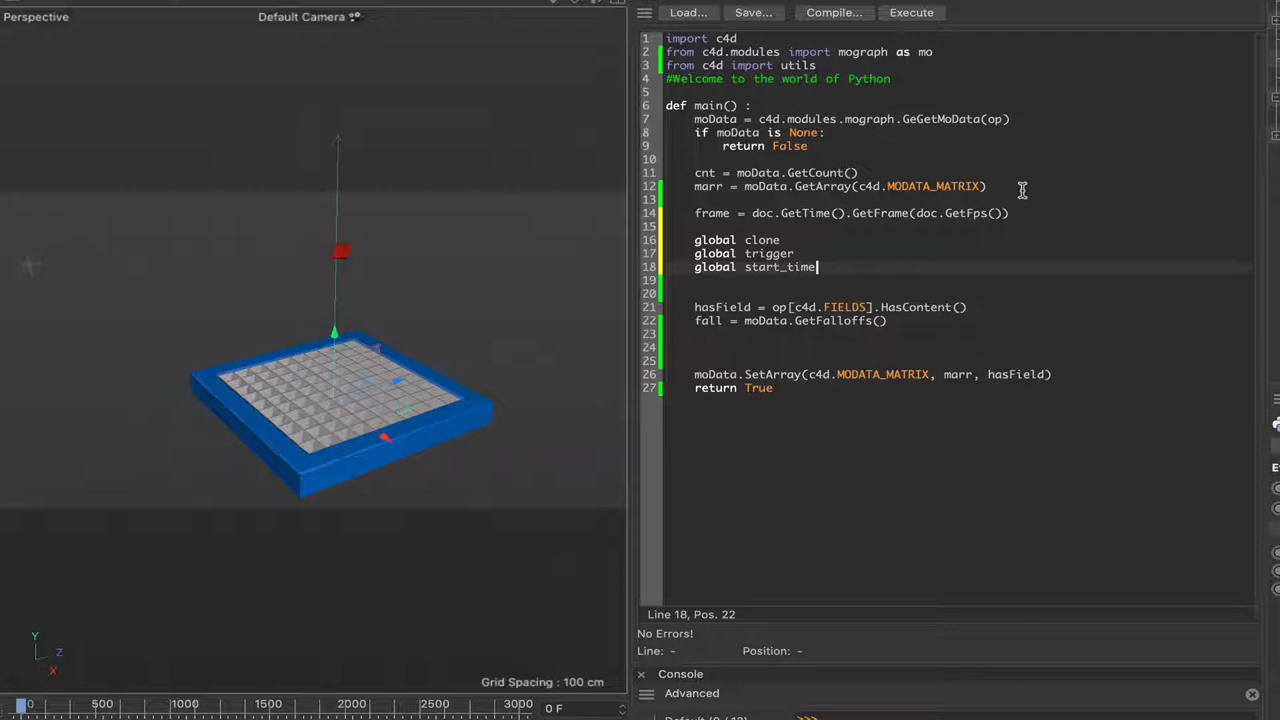 Perspective
Default Camera
Load... Save... Compile... Execute
1 import c4d
2 from c4d.modules import mograph as mo
3 from c4d import utils
4 #Welcome to the world of Python
5
6 def main() :
7 moData = c4d.modules.mograph.GeGetMoData(op)
8 if moData is None:
9 return False
10
11 cnt = moData.GetCount()
12 marr = moData.GetArray(c4d.MODATA_MATRIX)
13
14 frame = doc.GetTime().GetFrame(doc.GetFps())
15
16 global clone
17 global trigger
18 global start_time
19
20
21 hasField = op[c4d.FIELDS].HasContent()
22 fall = moData.GetFalloffs()
23
24
25
26 moData.SetArray(c4d.MODATA_MATRIX, marr, hasField)
27 return True
Line 18, Pos. 22
No Errors!
Line: - Position: -
Console
Advanced
>>>
Y
Z
X
Grid Spacing : 100 cm
0 1000 1500 2000 2500 3000 0 F